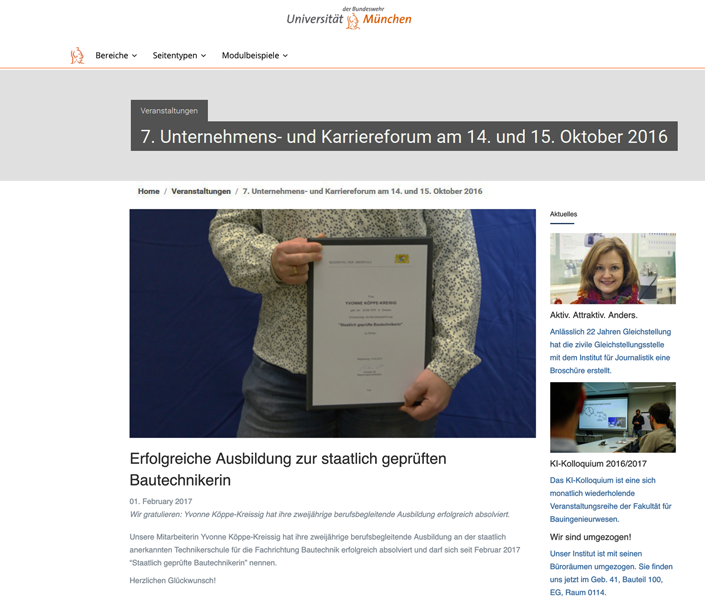 der Bundeswehr
Universität München
Bereiche Seitentypen Modulbeispiele
Veranstaltungen
7. Unternehmens- und Karriereforum am 14. und 15. Oktober 2016
Home / Veranstaltungen / 7. Unternehmens- und Karriereforum am 14. und 15. Oktober 2016
YVONNE KÖPPE-KREISSIG
"Staatlich geprüfte Bautechnikerin"
Erfolgreiche Ausbildung zur staatlich geprüften
Bautechnikerin
01. February 2017
Wir gratulieren: Yvonne Köppe-Kreissig hat ihre zweijährige berufsbegleitende Ausbildung erfolgreich absolviert.
Unsere Mitarbeiterin Yvonne Köppe-Kreissig hat ihre zweijährige berufsbegleitende Ausbildung an der staatlich
anerkannten Technikerschule für die Fachrichtung Bautechnik erfolgreich absolviert und darf sich seit Februar 2017
"Staatlich geprüfte Bautechnikerin" nennen.
Herzlichen Glückwunsch!
Aktuelles
Aktiv. Attraktiv. Anders.
Anlässlich 22 Jahren Gleichstellung
hat die zivile Gleichstellungsstelle
mit dem Institut für Journalistik eine
Broschüre erstellt.
KI-Kolloquium 2016/2017
Das KI-Kolloquium ist eine sich
monatlich wiederholende
Veranstaltungsreihe der Fakultät für
Bauingenieurwesen.
Wir sind umgezogen!
Unser Institut ist mit seinen
Büroräumen umgezogen. Sie finden
uns jetzt im Geb. 41, Bauteil 100,
EG, Raum 0114.